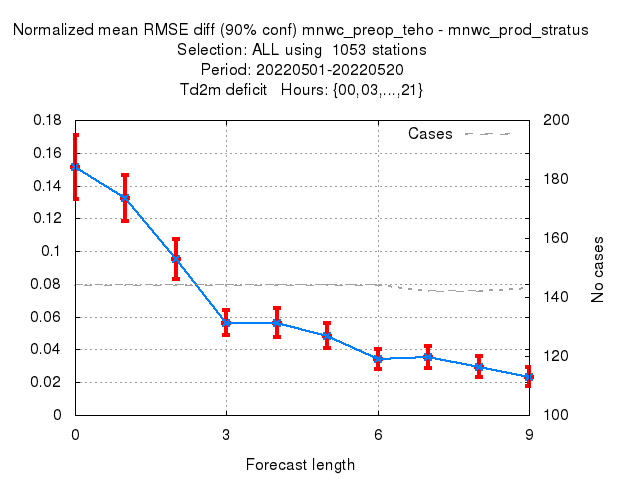 Normalized mean RMSE diff (90% conf) mnwc_preop_teho - mnwc_prod_stratus
Selection: ALL using  1053 stations
Period: 20220501-20220520
Td2m deficit   Hours: {00,03,...,21}
0.18
0.16
0.14
0.12
0.1
0.08
0.06
0.04
0.02
0
Cases
200
180
160
140
120
100
No cases
0
3
6
9
Forecast length